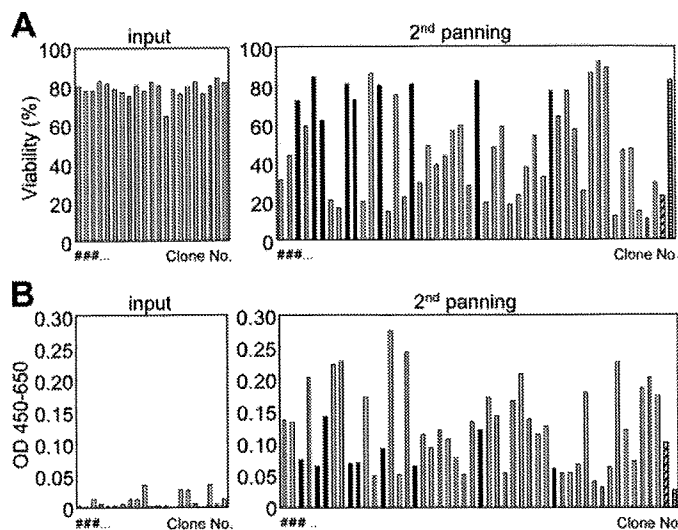 A
input
2nd panning
Viability (%)
100
80
60
40
20
0
100
80
60
40
20
0
###...
Clone No.
###...
Clone No.
B
input
2nd panning
OD 450-650
0.30
0.25
0.20
0.15
0.10
0.05
0
0.30
0.25
0.20
0.15
0.10
0.05
0
###...
Clone No.
### ..
Clone No.